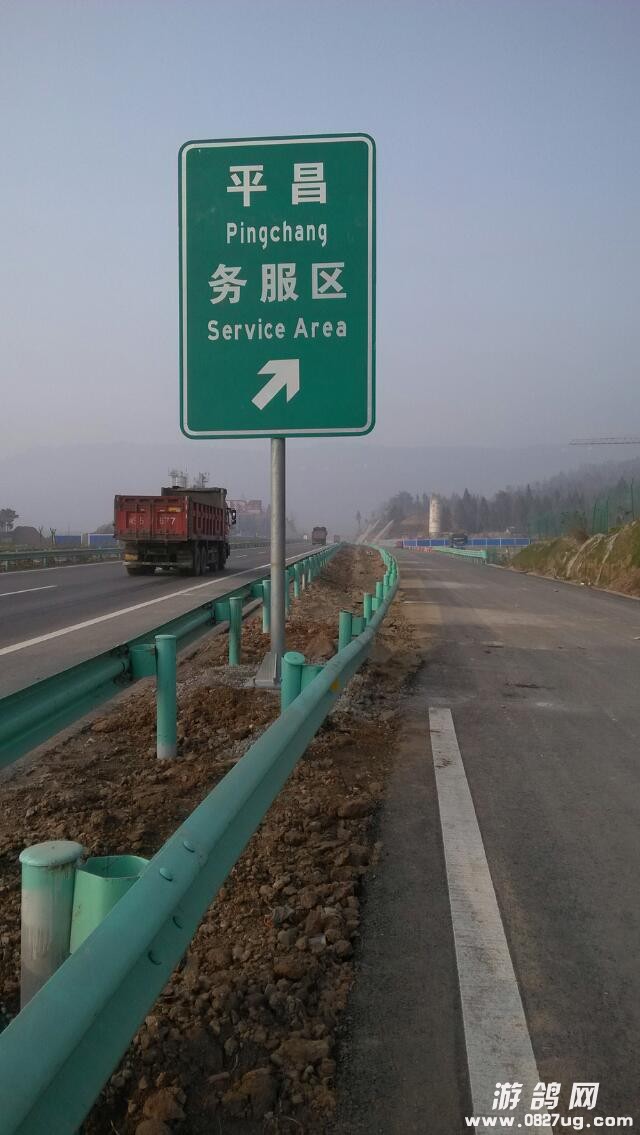 平昌
Pingchang
务服区
Service Area
游鸽网
www.0827ug.com